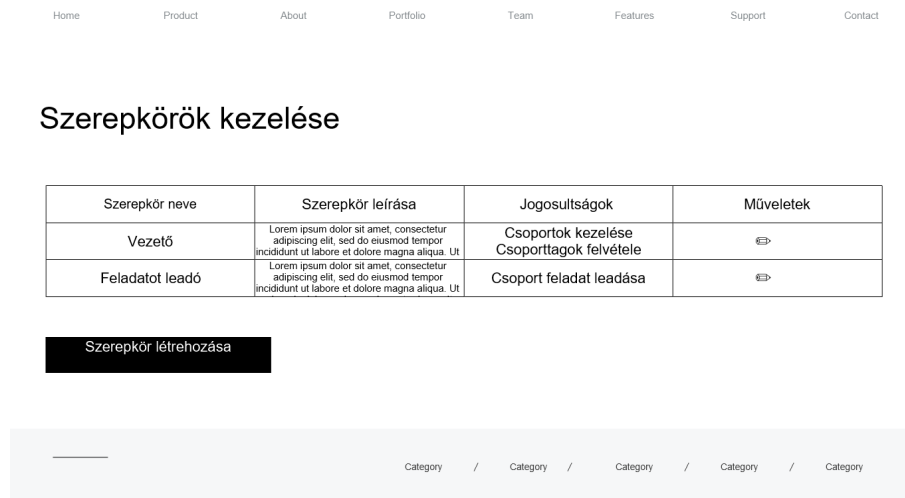 Home Product About Portfolio Team Features Support Contact
Szerepkörök kezelése
Szerepkör neve Szerepkör leírása Jogosultságok Műveletek
Vezető
Lorem ipsum dolor sit amet, consectetur
adipiscing elit, sed do eiusmod tempor
incididunt ut labore et dolore magna aliqua. Ut
Csoportok kezelése
Csoporttagok felvétele
Feladatot leadó
Lorem ipsum dolor sit amet, consectetur
adipiscing elit, sed do eiusmod tempor
incididunt ut labore et dolore magna aliqua. Ut
Csoport feladat leadása
Szerepkör létrehozása
Category / Category / Category / Category / Category